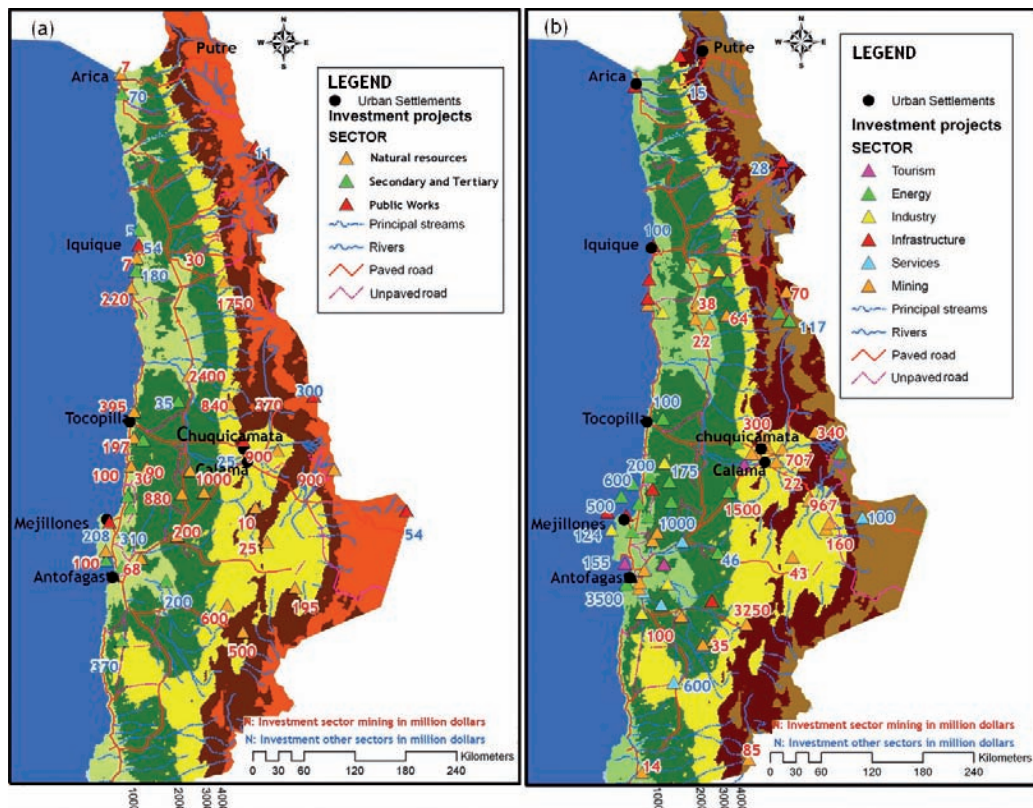 (a)
N
W E
S
Putre
Arica
7
70
11
LEGEND
Urban Settlements
Investment projects
SECTOR
Natural resources
Secondary and Tertiary
Public Works
Principal streams
Rivers
Paved road
Unpaved road
5
Iquique
54
7
180
30
220
1750
2400
300
395
35
840
370
Tocopilla
197
Chuquicamata
900
25
Calama
100
90
30
1000
900
880
10
Mejillones
208
310
200
25
54
100
68
Antofagas
200
195
600
500
370
N: Investment sector mining in million dollars
N: Investment other sectors in million dollars
Kilometers
0 30 60 120 180 240
1000
2000
3000
(b)
N
W E
S
Putre
Arica
15
28
LEGEND
Urban Settlements
Investment projects
SECTOR
Tourism
Energy
Industry
Infrastructure
Services
Mining
Principal streams
Rivers
Paved road
Unpaved road
Iquique
100
70
38
64
117
22
Tocopilla
100
300
340
chuquicamata
707
Calama
22
200
175
600
500
1500
967
Mejillones
100
124
1000
160
155
46
43
Antofagas
3500
3250
100
35
600
85
14
N: Investment sector mining in million dollars
N: Investment other sectors in million dollars
Kilometers
0 30 60 120 180 240
1000
2000
3000